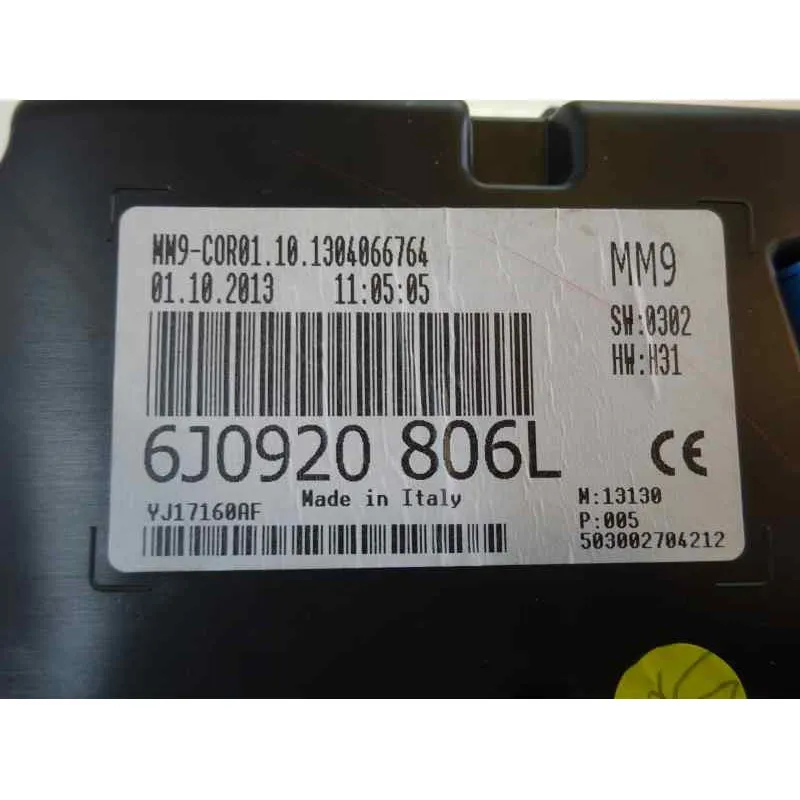 MM9-COR01.10.1304066764
01.10.2013 11:05:05
MM9
SW:0302
HW:H31
6J0920 806L
CE
Made in Italy
YJ17160AF
M:13130
P:005
503002704212